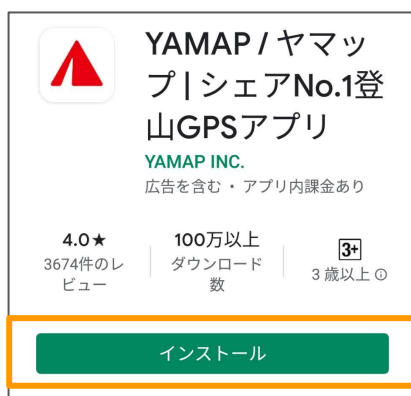 YAMAP / ヤマッ
プ | シェアNo.1登
山GPSアプリ
YAMAP INC.
広告を含む・アプリ内課金あり
4.0★
3674件のレ
ビュー
100万以上
ダウンロード
数
3+
3 歳以上 ⓘ
インストール